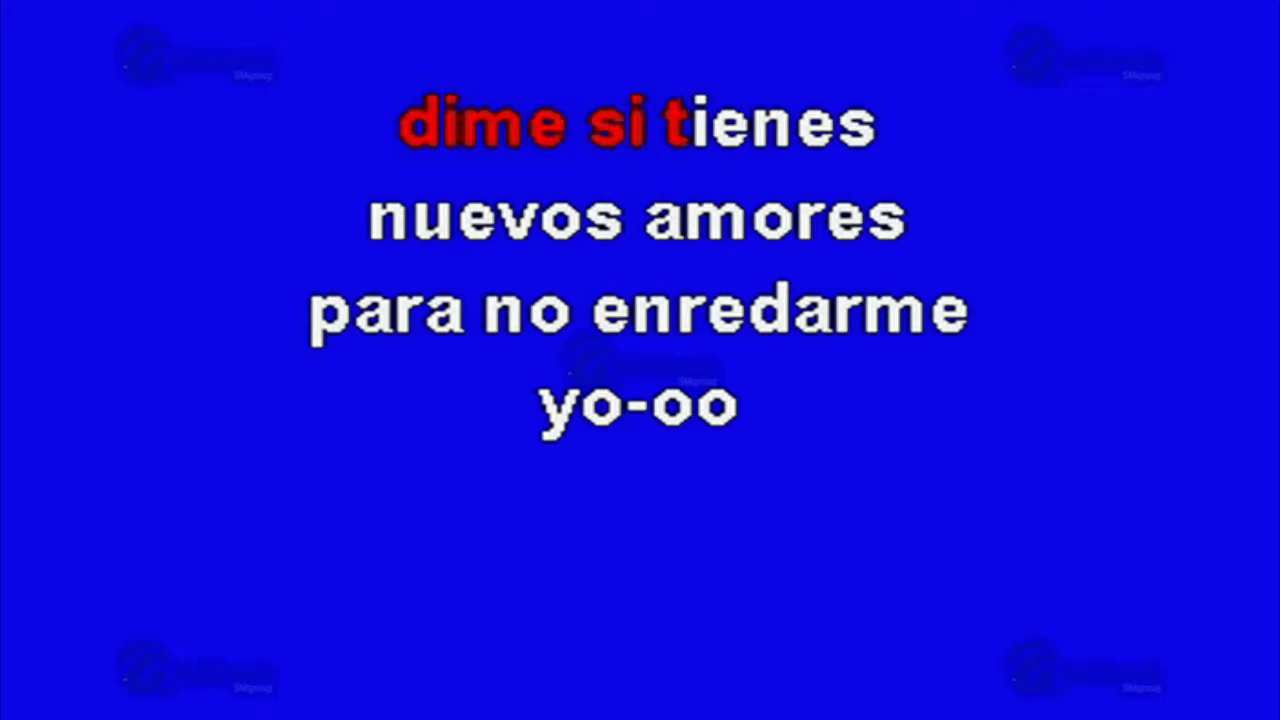 dime si tienes
nuevos amores
para no enredarme
yo-oo